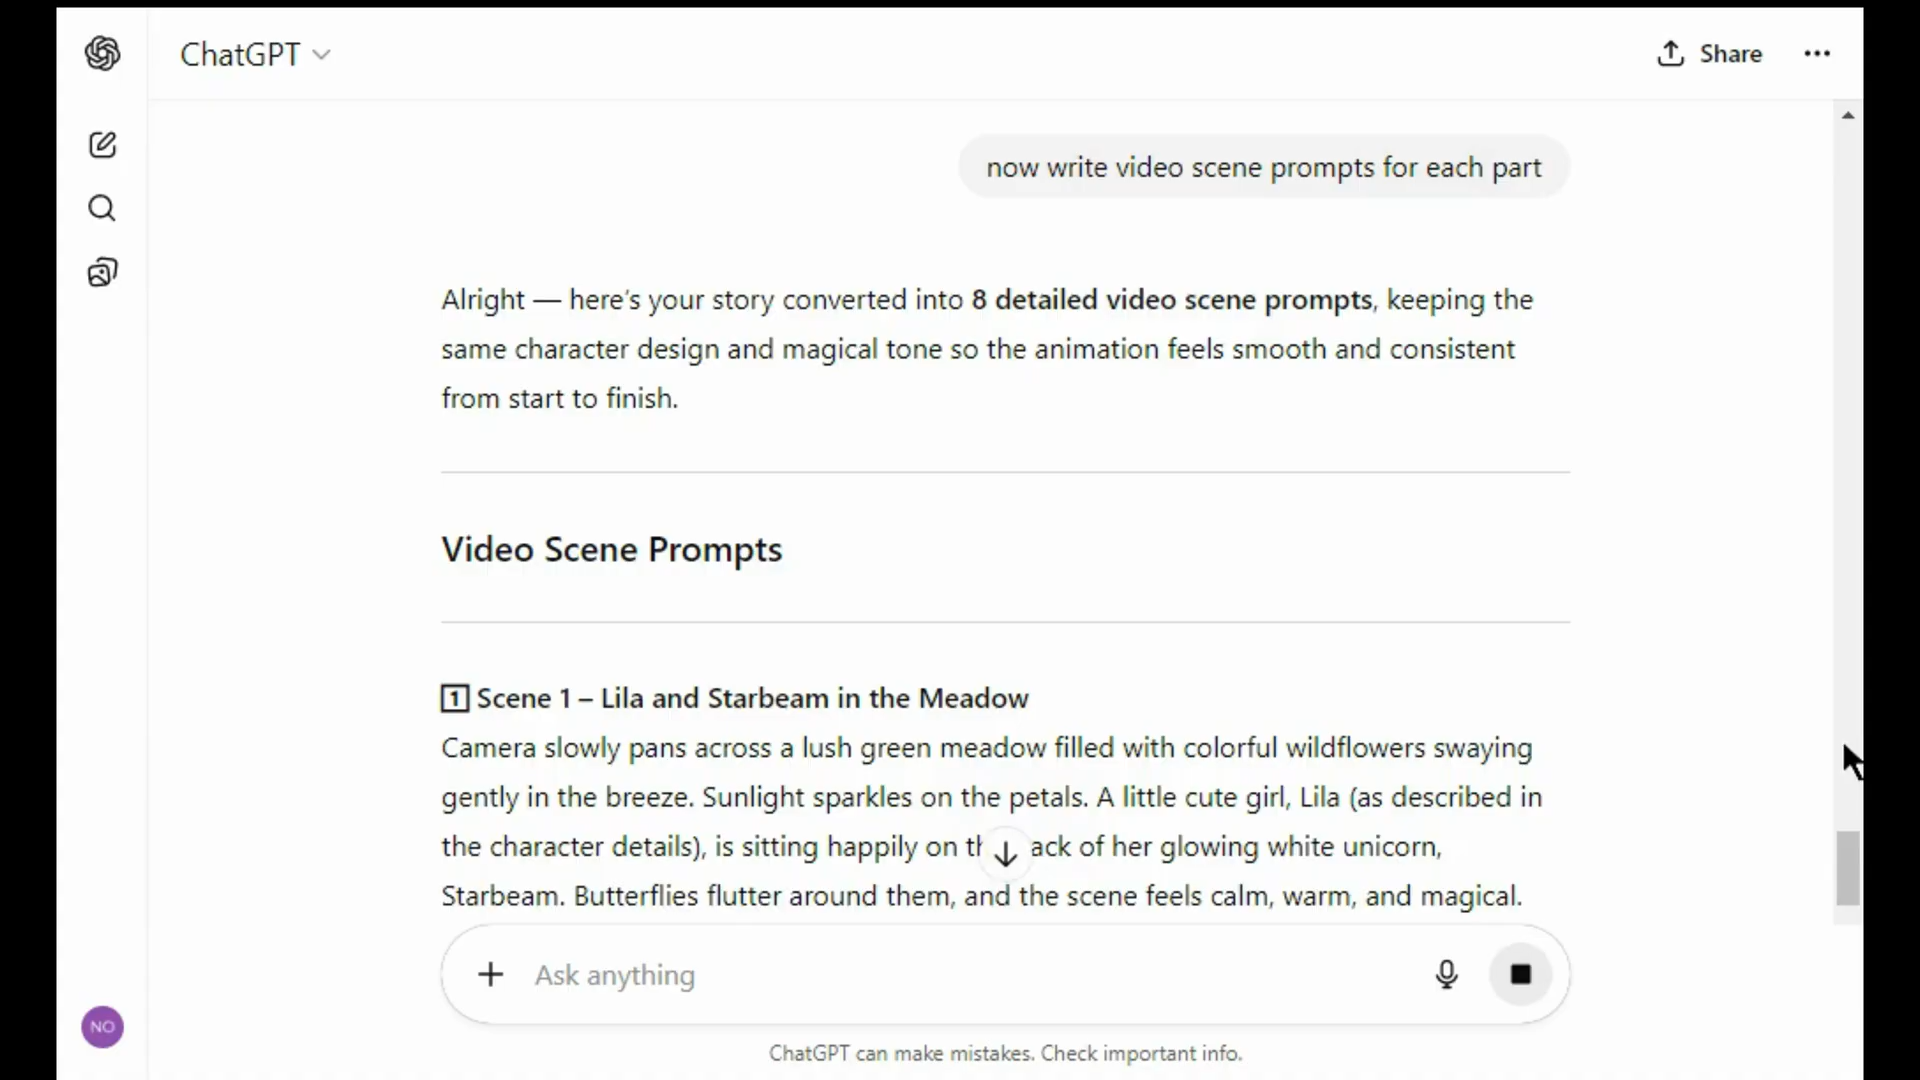 ChatGPT
Share
now write video scene prompts for each part
Alright — here's your story converted into 8 detailed video scene prompts, keeping the
same character design and magical tone so the animation feels smooth and consistent
from start to finish.
Video Scene Prompts
1 Scene 1 – Lila and Starbeam in the Meadow
Camera slowly pans across a lush green meadow filled with colorful wildflowers swaying
gently in the breeze. Sunlight sparkles on the petals. A little cute girl, Lila (as described in
the character details), is sitting happily on of her glowing white unicorn,
Starbeam. Butterflies flutter around them, and the scene feels calm, warm, and magical.
Ask anything
NO
ChatGPT can make mistakes. Check important info.